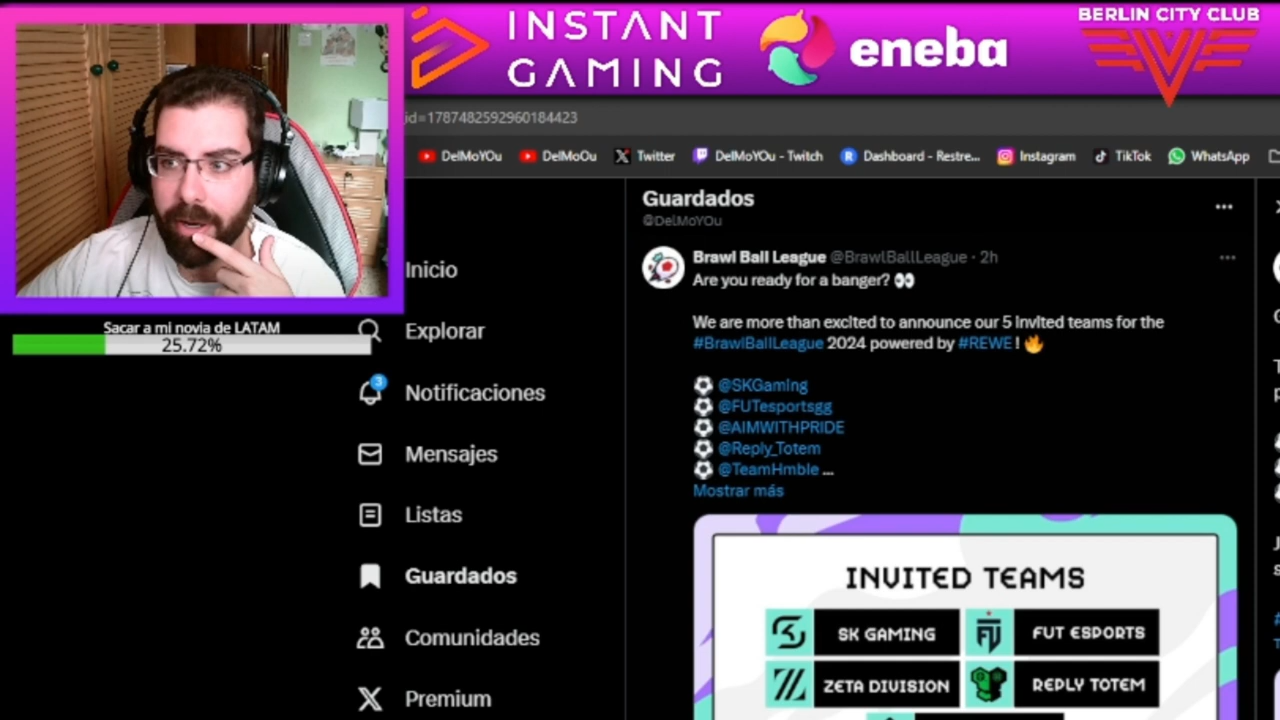 INSTANT
GAMING
eneba
BERLIN CITY CLUB
id=1787482592960184423
DelMoYOu
DelMoOu
Twitter
DelMoYOu - Twitch
Dashboard - Restre...
Instagram
TikTok
WhatsApp
Sacar a mi novia de LATAM
25.72%
Inicio
Explorar
3
Notificaciones
Mensajes
Listas
Guardados
Comunidades
Premium
Guardados
@DelMoYOu
Brawl Ball League @BrawlBallLeague · 2h
Are you ready for a banger? 👀
We are more than excited to announce our 5 invited teams for the
#BrawlBallLeague 2024 powered by #REWE! 🔥
⚽ @SKGaming
⚽ @FUTesportsgg
⚽ @AIMWITHPRIDE
⚽ @Reply_Totem
⚽ @TeamHmble ...
Mostrar más
INVITED TEAMS
SK GAMING
FUT ESPORTS
ZETA DIVISION
REPLY TOTEM